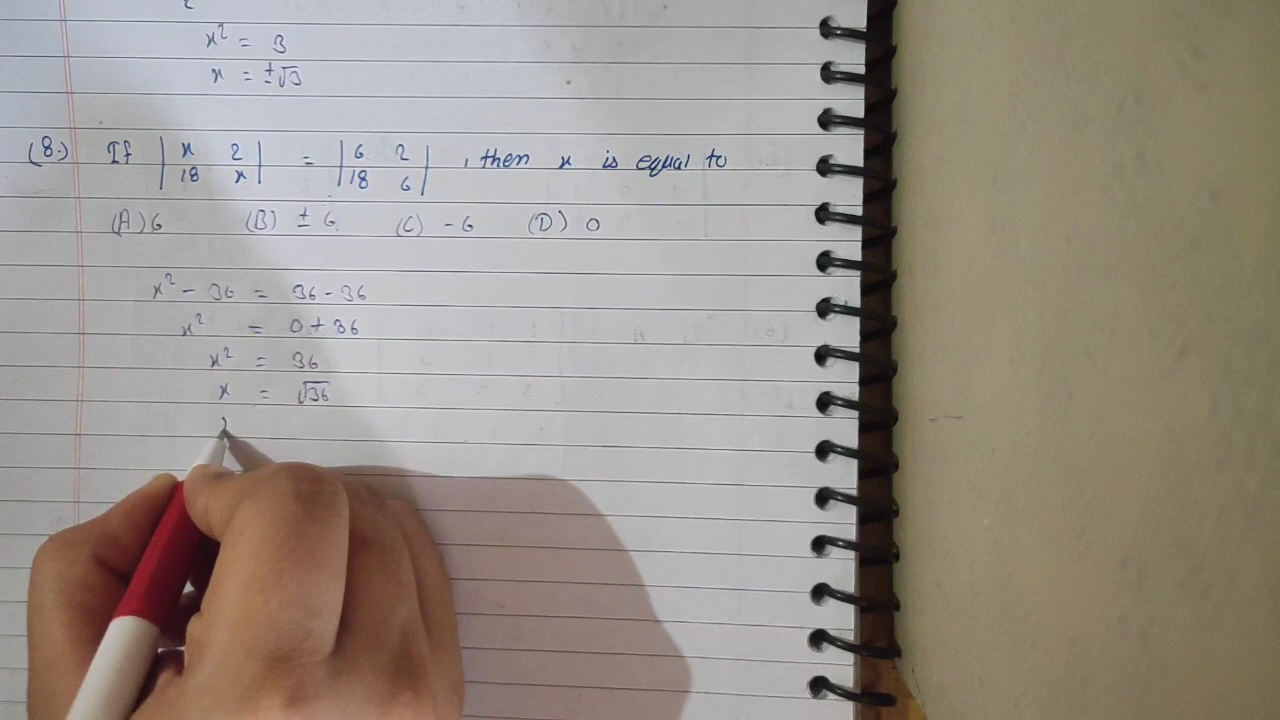 x² = 3
x = ±√3
(8.) If | x 2 | = | 6 2 | , then x is equal to
| 18 x | | 18 6 |
(A) 6 (B) ± 6 (C) -6 (D) 0
x² - 36 = 36 - 36
x² = 0 + 36
x² = 36
x = √36